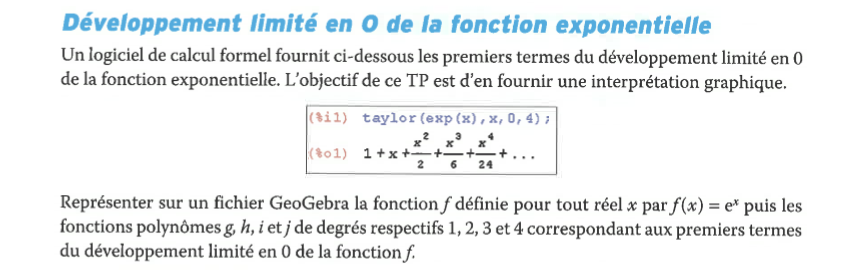 Développement limité en 0 de la fonction exponentielle
Un logiciel de calcul formel fournit ci-dessous les premiers termes du développement limité en 0
de la fonction exponentielle. L'objectif de ce TP est d'en fournir une interprétation graphique.
(%i1) taylor(exp(x),x,0,4);
(%o1) 1+x+x²/2+x³/6+x⁴/24+...
Représenter sur un fichier GeoGebra la fonction f définie pour tout réel x par f(x) = eˣ puis les
fonctions polynômes g, h, i et j de degrés respectifs 1, 2, 3 et 4 correspondant aux premiers termes
du développement limité en 0 de la fonction f.